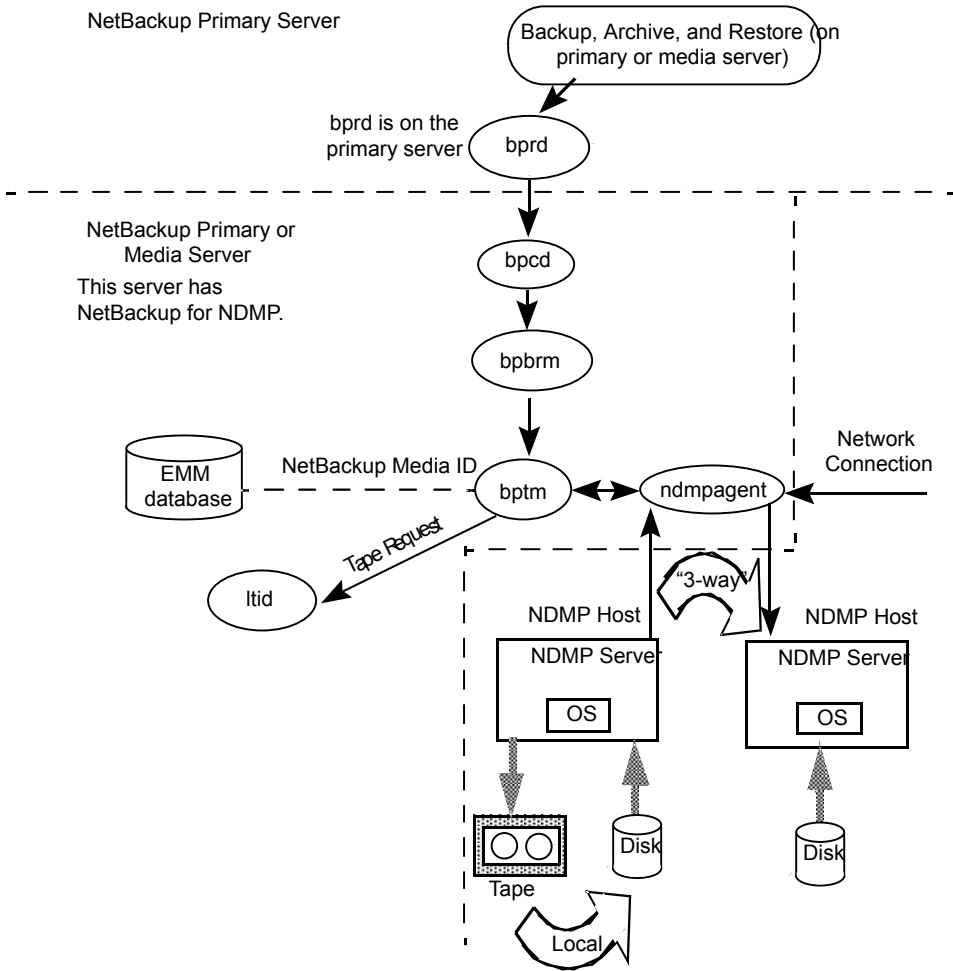 NetBackup Primary Server
Backup, Archive, and Restore (on
primary or media server)
bprd is on the
primary server
bprd
NetBackup Primary or
Media Server
This server has
NetBackup for NDMP.
bpcd
bpbrm
Network
Connection
EMM
database
NetBackup Media ID
bptm
ndmpagent
Tape Request
ltid
“3-way”
NDMP Host
NDMP Host
NDMP Server
NDMP Server
OS
OS
Disk
Disk
Tape
Local